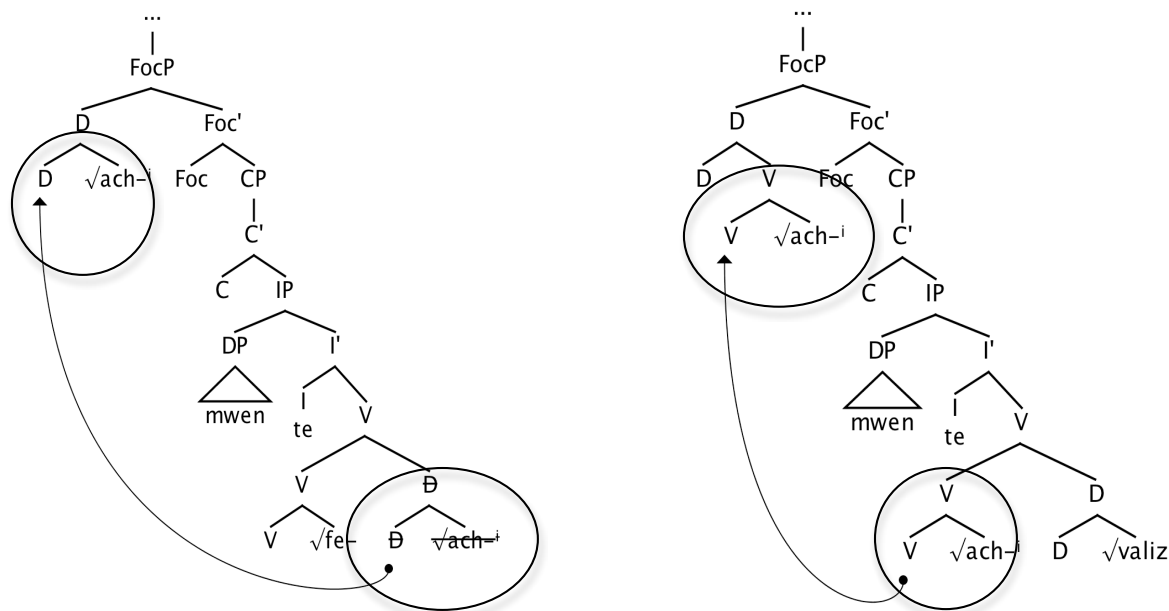 ...
FocP
D Foc'
D √ach-ⁱ Foc CP
C'
C IP
DP I'
mwen I V
te
V D
V √fe- D √ach-ⁱ
...
FocP
D Foc'
D V Foc CP
V √ach-ⁱ C'
C IP
DP I'
mwen I V
te
V D
V √ach-ⁱ D √valiz